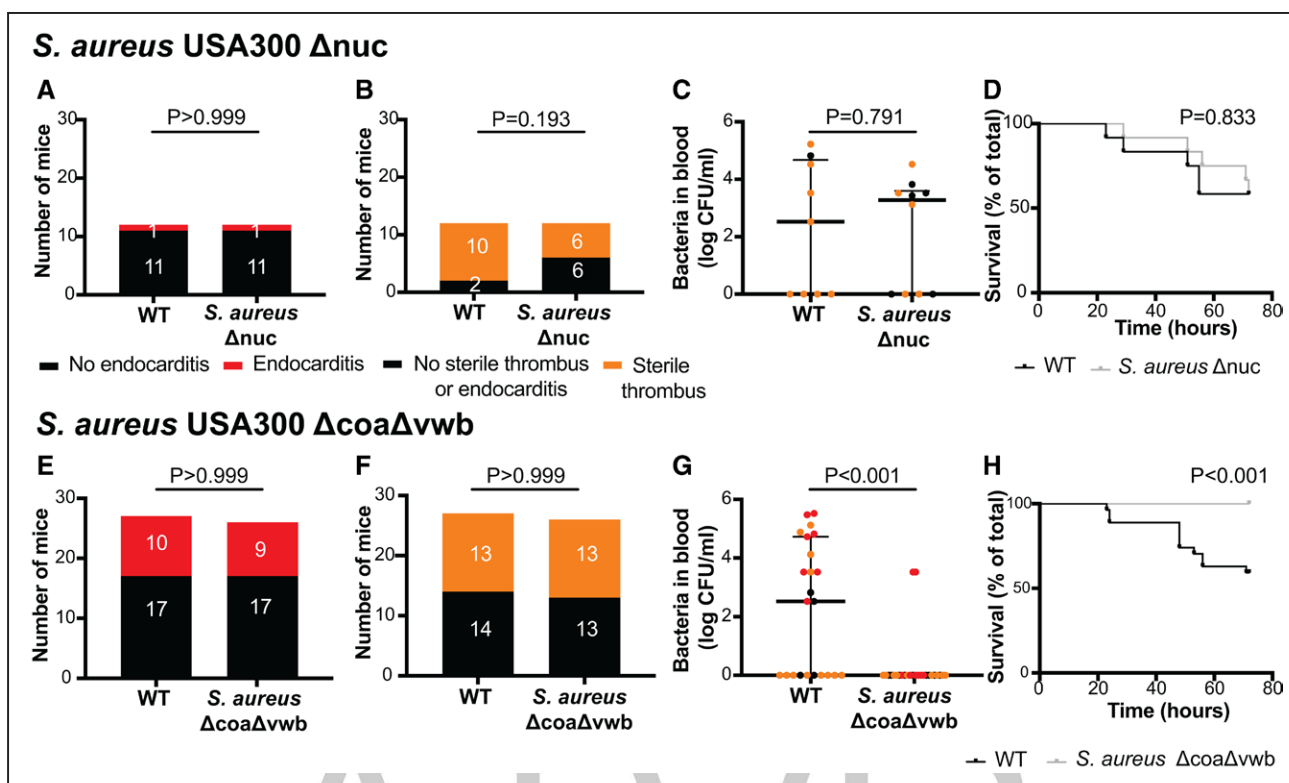 S. aureus USA300 Δnuc
A
B
C
D
P>0.999
P=0.193
P=0.791
P=0.833
Number of mice
30
20
10
0
1
11
1
11
WT
S. aureus
Δnuc
Number of mice
30
20
10
0
10
2
6
6
WT
S. aureus
Δnuc
Bacteria in blood
(log CFU/ml)
6
4
2
0
WT
S. aureus
Δnuc
Survival (% of total)
100
50
0
0
20
40
60
80
Time (hours)
WT
S. aureus Δnuc
No endocarditis
Endocarditis
No sterile thrombus
or endocarditis
Sterile
thrombus
S. aureus USA300 ΔcoaΔvwb
E
F
G
H
P>0.999
P>0.999
P<0.001
P<0.001
Number of mice
30
20
10
0
10
17
9
17
WT
S. aureus
ΔcoaΔvwb
Number of mice
30
20
10
0
13
14
13
13
WT
S. aureus
ΔcoaΔvwb
Bacteria in blood
(log CFU/ml)
6
4
2
0
WT
S. aureus
ΔcoaΔvwb
Survival (% of total)
100
50
0
0
20
40
60
80
Time (hours)
WT
S. aureus ΔcoaΔvwb